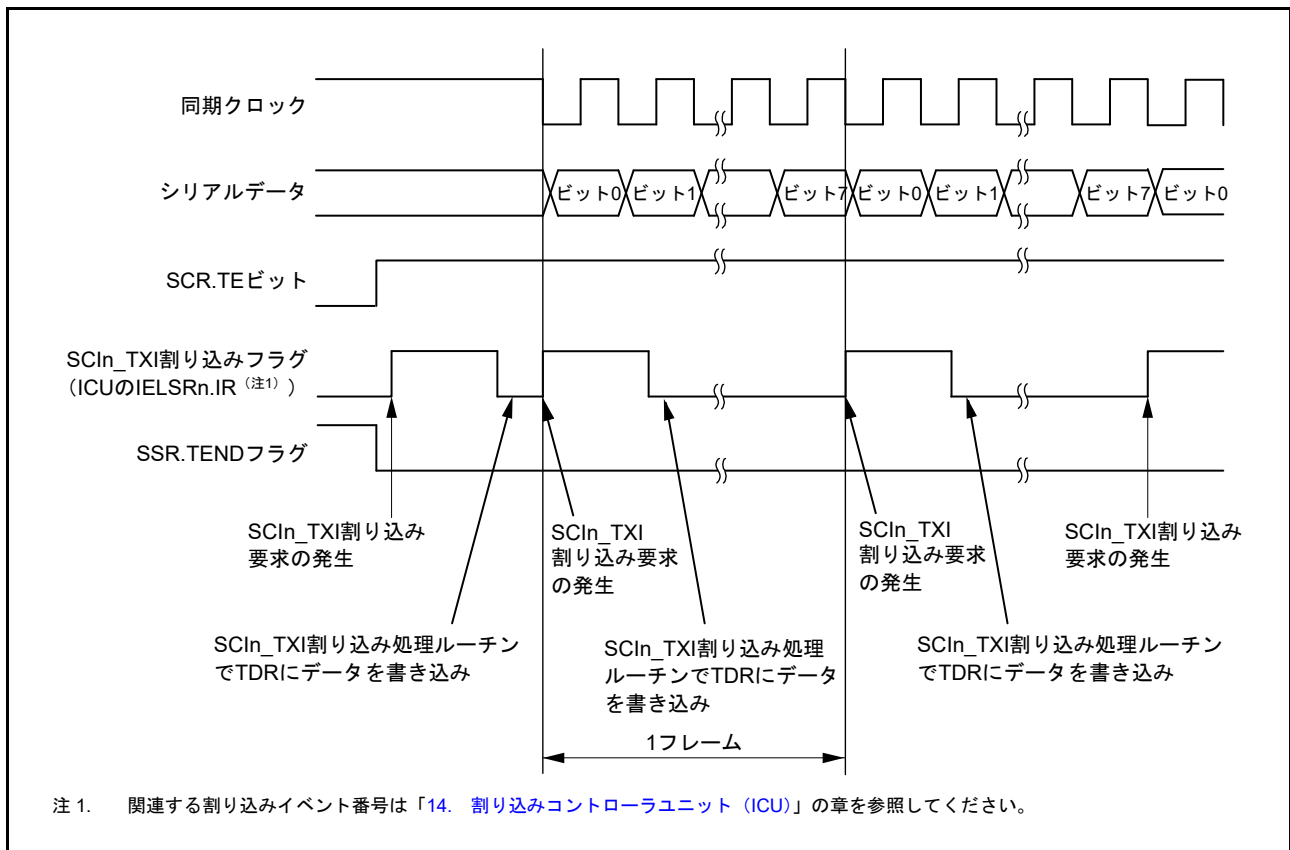 同期クロック
シリアルデータ
ビット0 ビット1 ビット7 ビット0 ビット1 ビット7 ビット0
SCR.TEビット
SCIn_TXI割り込みフラグ
（ICUのIELSRn.IR（注1））
SSR.TENDフラグ
SCIn_TXI割り込み
要求の発生
SCIn_TXI
割り込み要求
の発生
SCIn_TXI
割り込み要求
の発生
SCIn_TXI割り込み
要求の発生
SCIn_TXI割り込み処理ルーチン
でTDRにデータを書き込み
SCIn_TXI割り込み処理
ルーチンでTDRにデータ
を書き込み
SCIn_TXI割り込み処理ルーチン
でTDRにデータを書き込み
1フレーム
注 1. 関連する割り込みイベント番号は「14. 割り込みコントローラユニット（ICU）」の章を参照してください。